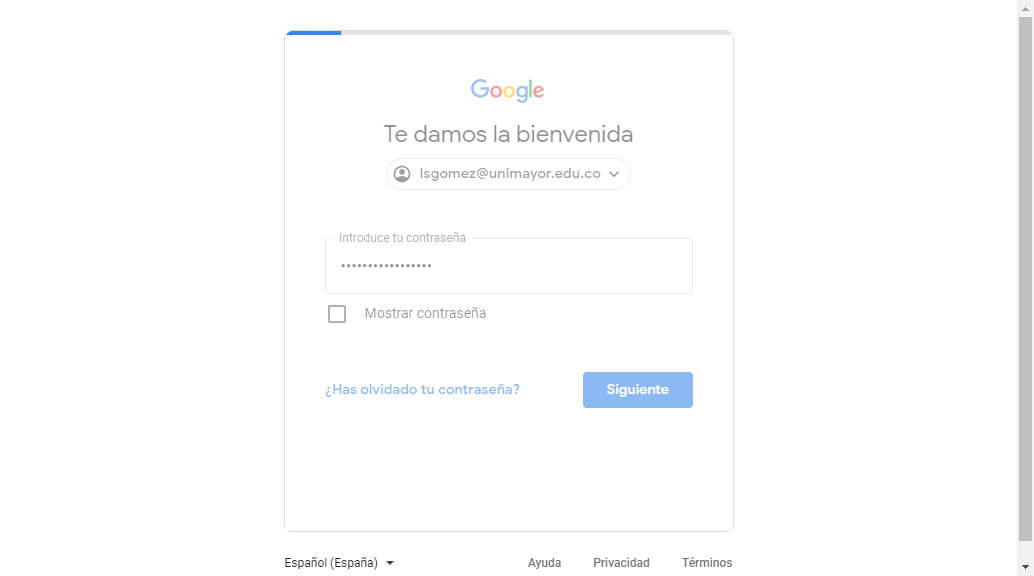 Google
Te damos la bienvenida
lsgomez@unimayor.edu.co
Introduce tu contraseña
•••••••••••••••••
Mostrar contraseña
¿Has olvidado tu contraseña?
Siguiente
Español (España)
Ayuda
Privacidad
Términos